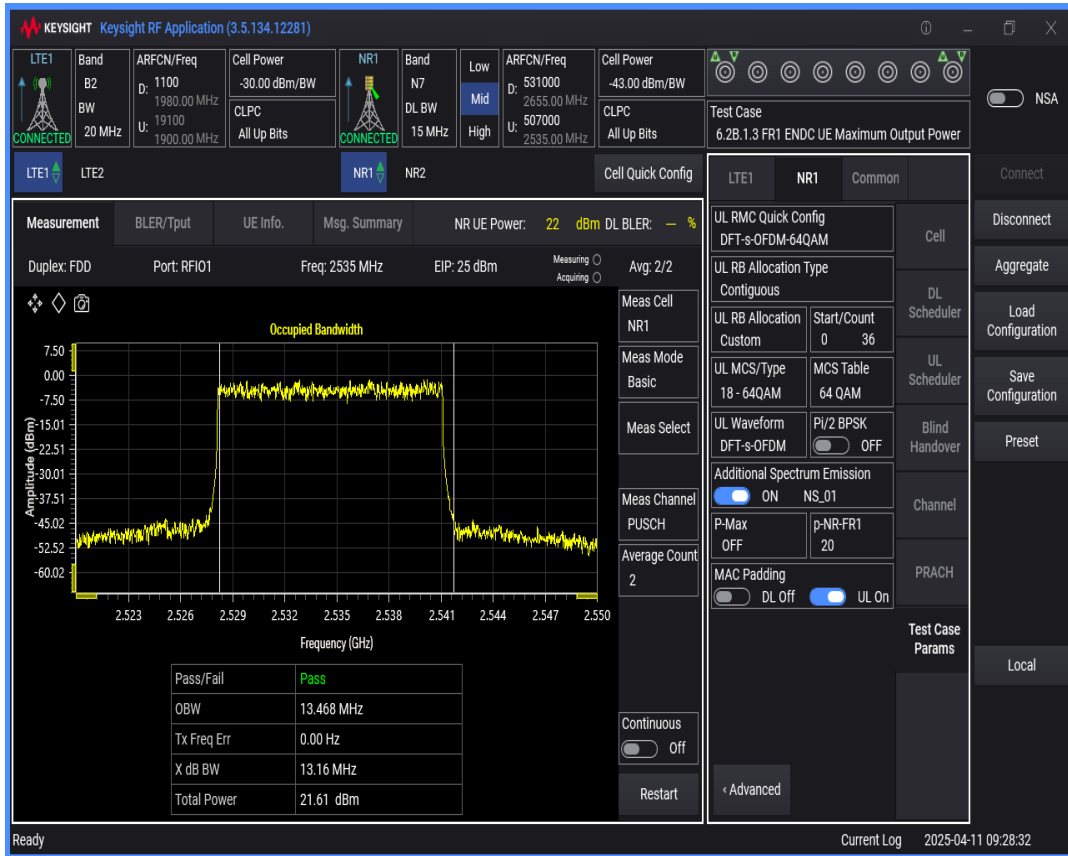 KEYSIGHT Keysight RF Application (3.5.134.12281)
LTE1 Band ARFCN/Freq Cell Power NR1 Band Low ARFCN/Freq Cell Power
B2 D: 1100 -30.00 dBm/BW N7 D: 531000 -43.00 dBm/BW
1980.00 MHz Mid 2655.00 MHz
BW U: 19100 CLPC DL BW U: 507000 CLPC
CONNECTED 20 MHz 1900.00 MHz All Up Bits CONNECTED 15 MHz High 2535.00 MHz All Up Bits
Test Case
6.2B.1.3 FR1 ENDC UE Maximum Output Power
NSA
LTE1 LTE2 NR1 NR2 Cell Quick Config
Measurement BLER/Tput UE Info. Msg. Summary NR UE Power: 22 dBm DL BLER: --- %
Duplex: FDD Port: RFIO1 Freq: 2535 MHz EIP: 25 dBm Measuring Avg: 2/2
Acquiring
Occupied Bandwidth
7.50
0.00
-7.50
-15.01
-22.51
-30.01
-37.51
-45.02
-52.52
-60.02
Amplitude (dBm)
2.523 2.526 2.529 2.532 2.535 2.538 2.541 2.544 2.547 2.550
Frequency (GHz)
Pass/Fail Pass
OBW 13.468 MHz
Tx Freq Err 0.00 Hz
X dB BW 13.16 MHz
Total Power 21.61 dBm
Meas Cell
NR1
Meas Mode
Basic
Meas Select
Meas Channel
PUSCH
Average Count
2
Continuous
Off
Restart
LTE1 NR1 Common
UL RMC Quick Config
DFT-s-OFDM-64QAM
UL RB Allocation Type
Contiguous
UL RB Allocation Start/Count
Custom 0 36
UL MCS/Type MCS Table
18 - 64QAM 64 QAM
UL Waveform Pi/2 BPSK
DFT-s-OFDM OFF
Additional Spectrum Emission
ON NS_01
P-Max p-NR-FR1
OFF 20
MAC Padding
DL Off UL On
‹ Advanced
Cell
DL
Scheduler
UL
Scheduler
Blind
Handover
Channel
PRACH
Test Case
Params
Connect
Disconnect
Aggregate
Load
Configuration
Save
Configuration
Preset
Local
Ready Current Log 2025-04-11 09:28:32